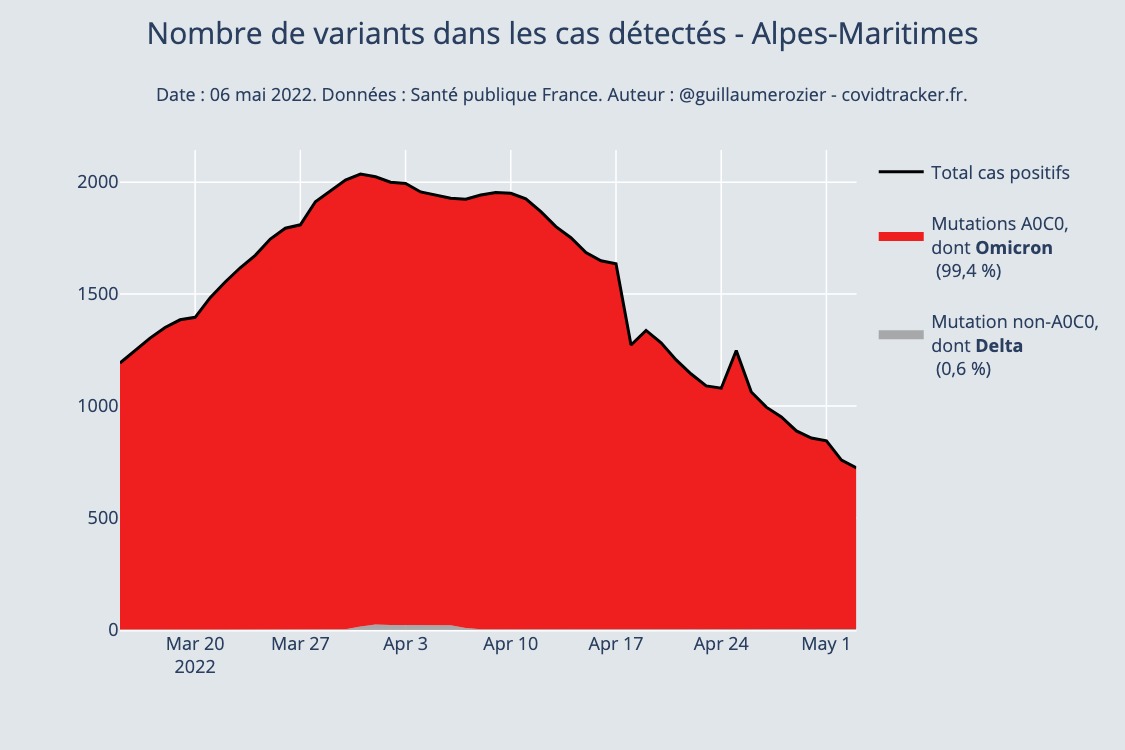 Nombre de variants dans les cas détectés - Alpes-Maritimes
Date : 06 mai 2022. Données : Santé publique France. Auteur : @guillaumerozier - covidtracker.fr.
2000
1500
1000
500
0
Mar 20
2022
Mar 27
Apr 3
Apr 10
Apr 17
Apr 24
May 1
Total cas positifs
Mutations A0C0,
dont Omicron
(99,4 %)
Mutation non-A0C0,
dont Delta
(0,6 %)